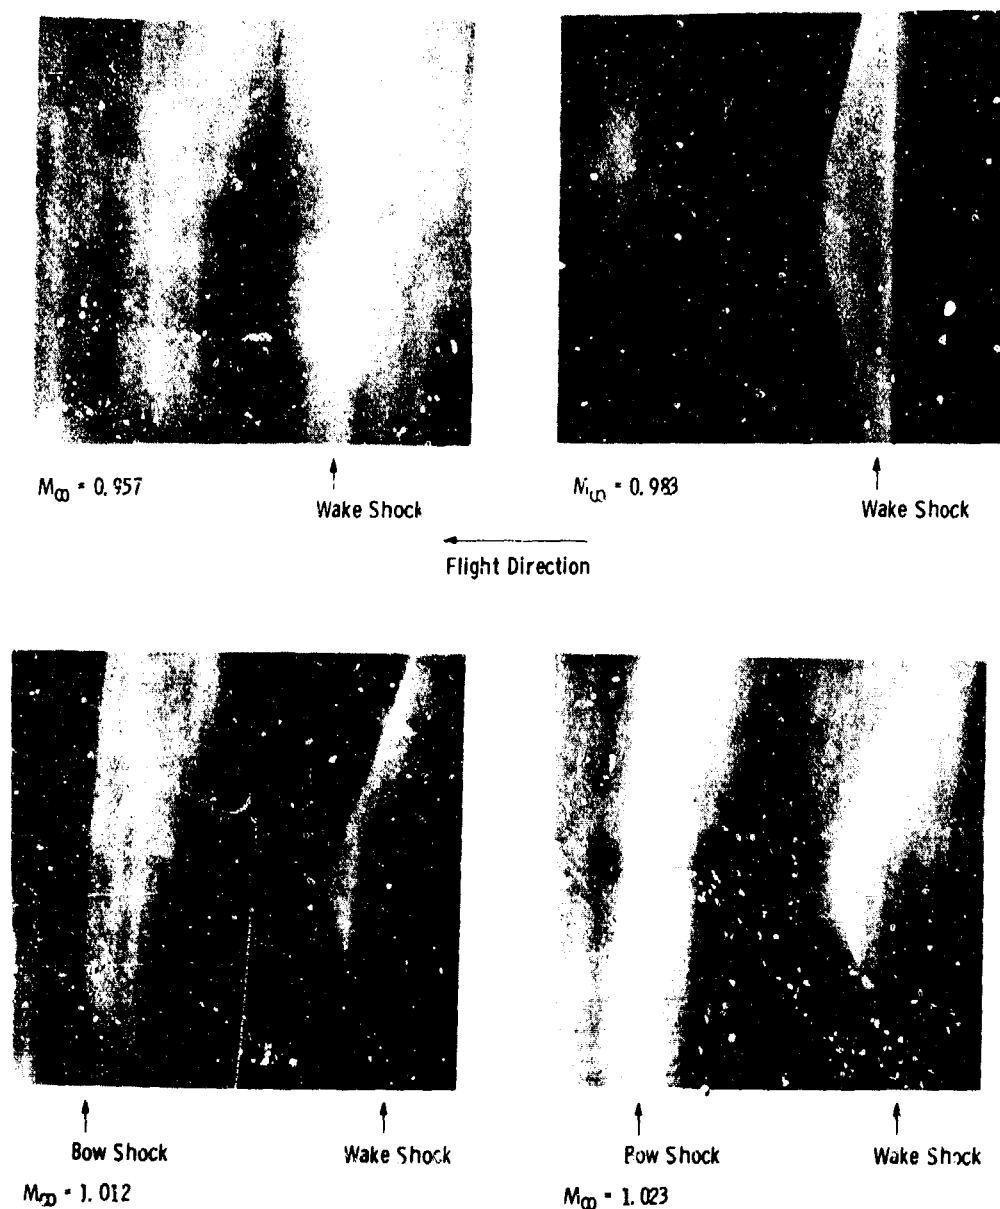 M∞ = 0.957
Wake Shock
M∞ = 0.983
Wake Shock
Flight Direction
Bow Shock
Wake Shock
M∞ = 1.012
Bow Shock
Wake Shock
M∞ = 1.023